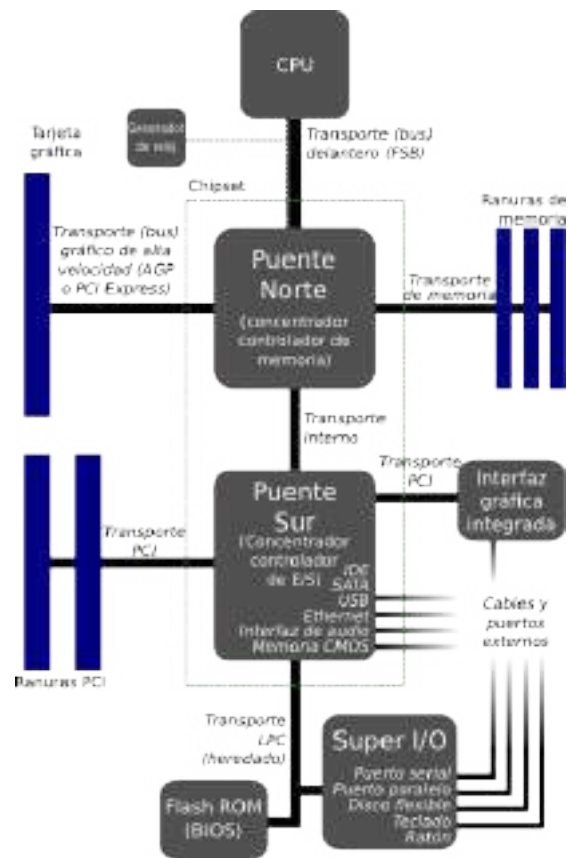 CPU
Generador
de reloj
Tarjeta
gráfica
Transporte (bus)
delantero (FSB)
Chipset
Transporte (bus)
gráfico de alta
velocidad (AGP
o PCI Express)
Ranuras de
memoria
Puente
Norte
(concentrador
controlador de
memoria)
Transporte
de memoria
Transporte
interno
Transporte
PCI
Interfaz
gráfica
integrada
Puente
Sur
(Concentrador
controlador
de E/S)
IDE
SATA
USB
Ethernet
Interfaz de audio
Memoria CMOS
Transporte
PCI
Cables y
puertos
externos
Ranuras PCI
Transporte
LPC
(heredado)
Super I/O
Puerto serial
Puerto paralelo
Disco flexible
Teclado
Ratón
Flash ROM
(BIOS)